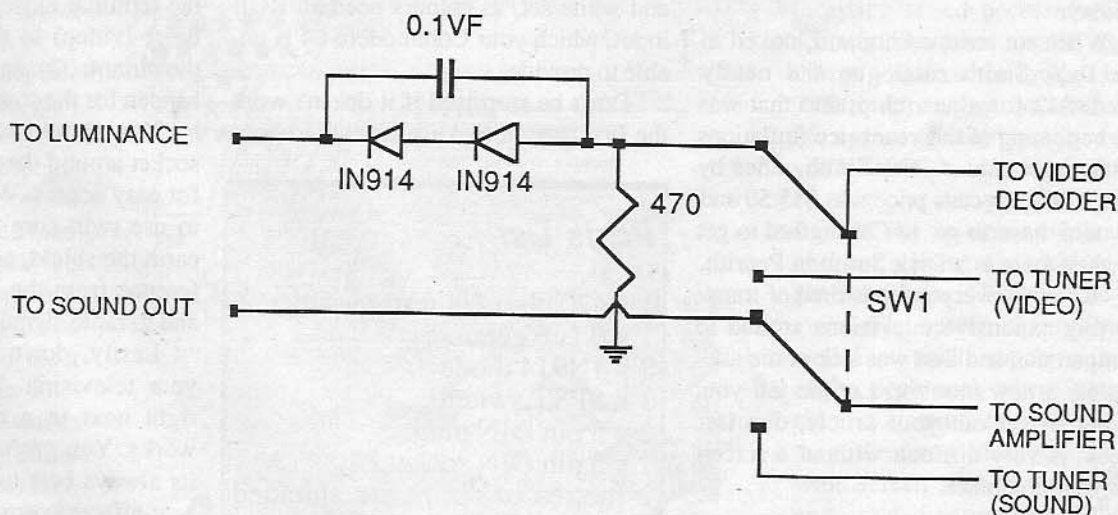 0.1VF
TO LUMINANCE
IN914
IN914
470
TO VIDEO
DECODER
TO TUNER
(VIDEO)
SW1
TO SOUND OUT
TO SOUND
AMPLIFIER
TO TUNER
(SOUND)